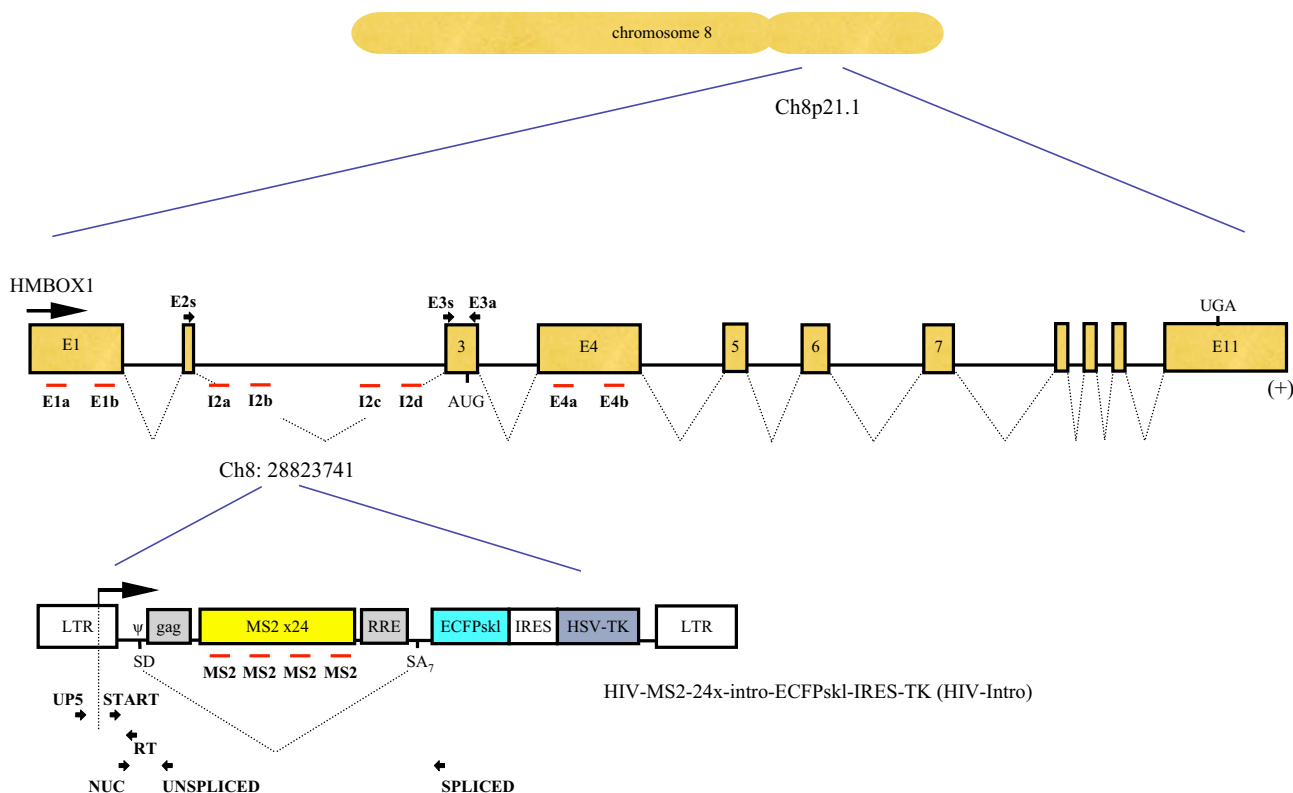 chromosome 8
Ch8p21.1
HMBOX1
E2s
E3s
E3a
UGA
E1
3
E4
5
6
7
E11
E1a
E1b
I2a
I2b
I2c
I2d
AUG
E4a
E4b
(+)
Ch8: 28823741
LTR
ψ
gag
MS2 x24
RRE
ECFPskl
IRES
HSV-TK
LTR
SD
MS2
MS2
MS2
MS2
SA7
HIV-MS2-24x-intro-ECFPskl-IRES-TK (HIV-Intro)
UP5
START
RT
NUC
UNSPLICED
SPLICED